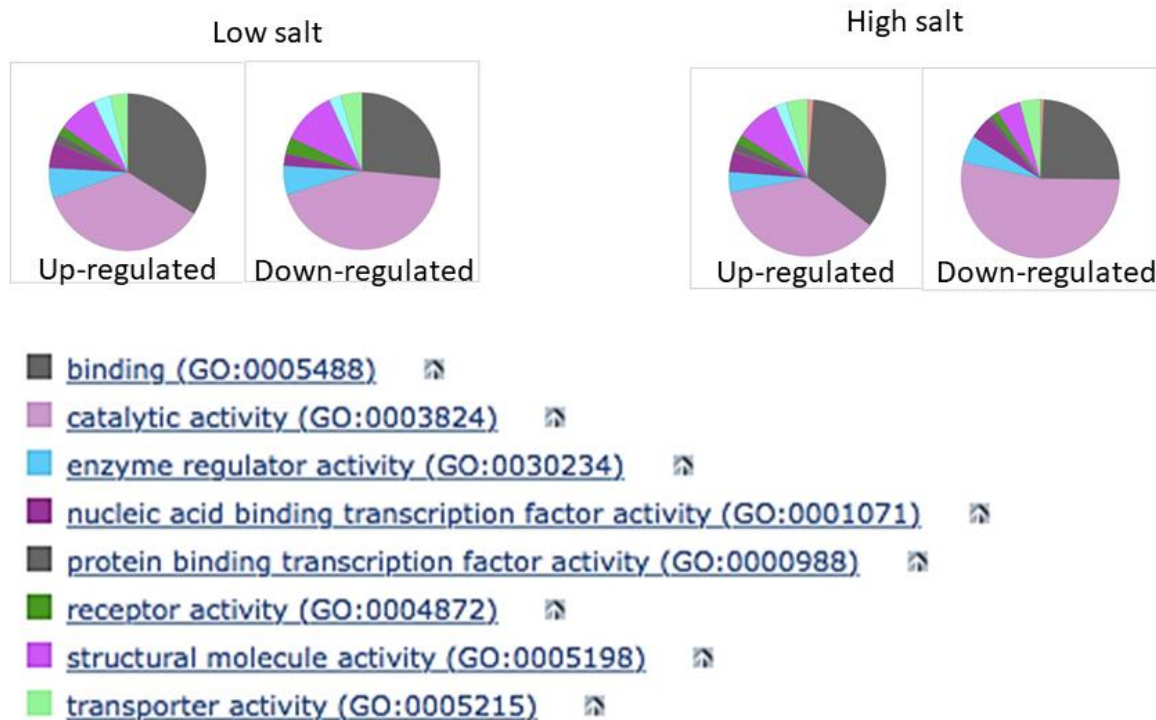 Low salt
High salt
Up-regulated
Down-regulated
Up-regulated
Down-regulated
binding (GO:0005488)
catalytic activity (GO:0003824)
enzyme regulator activity (GO:0030234)
nucleic acid binding transcription factor activity (GO:0001071)
protein binding transcription factor activity (GO:0000988)
receptor activity (GO:0004872)
structural molecule activity (GO:0005198)
transporter activity (GO:0005215)